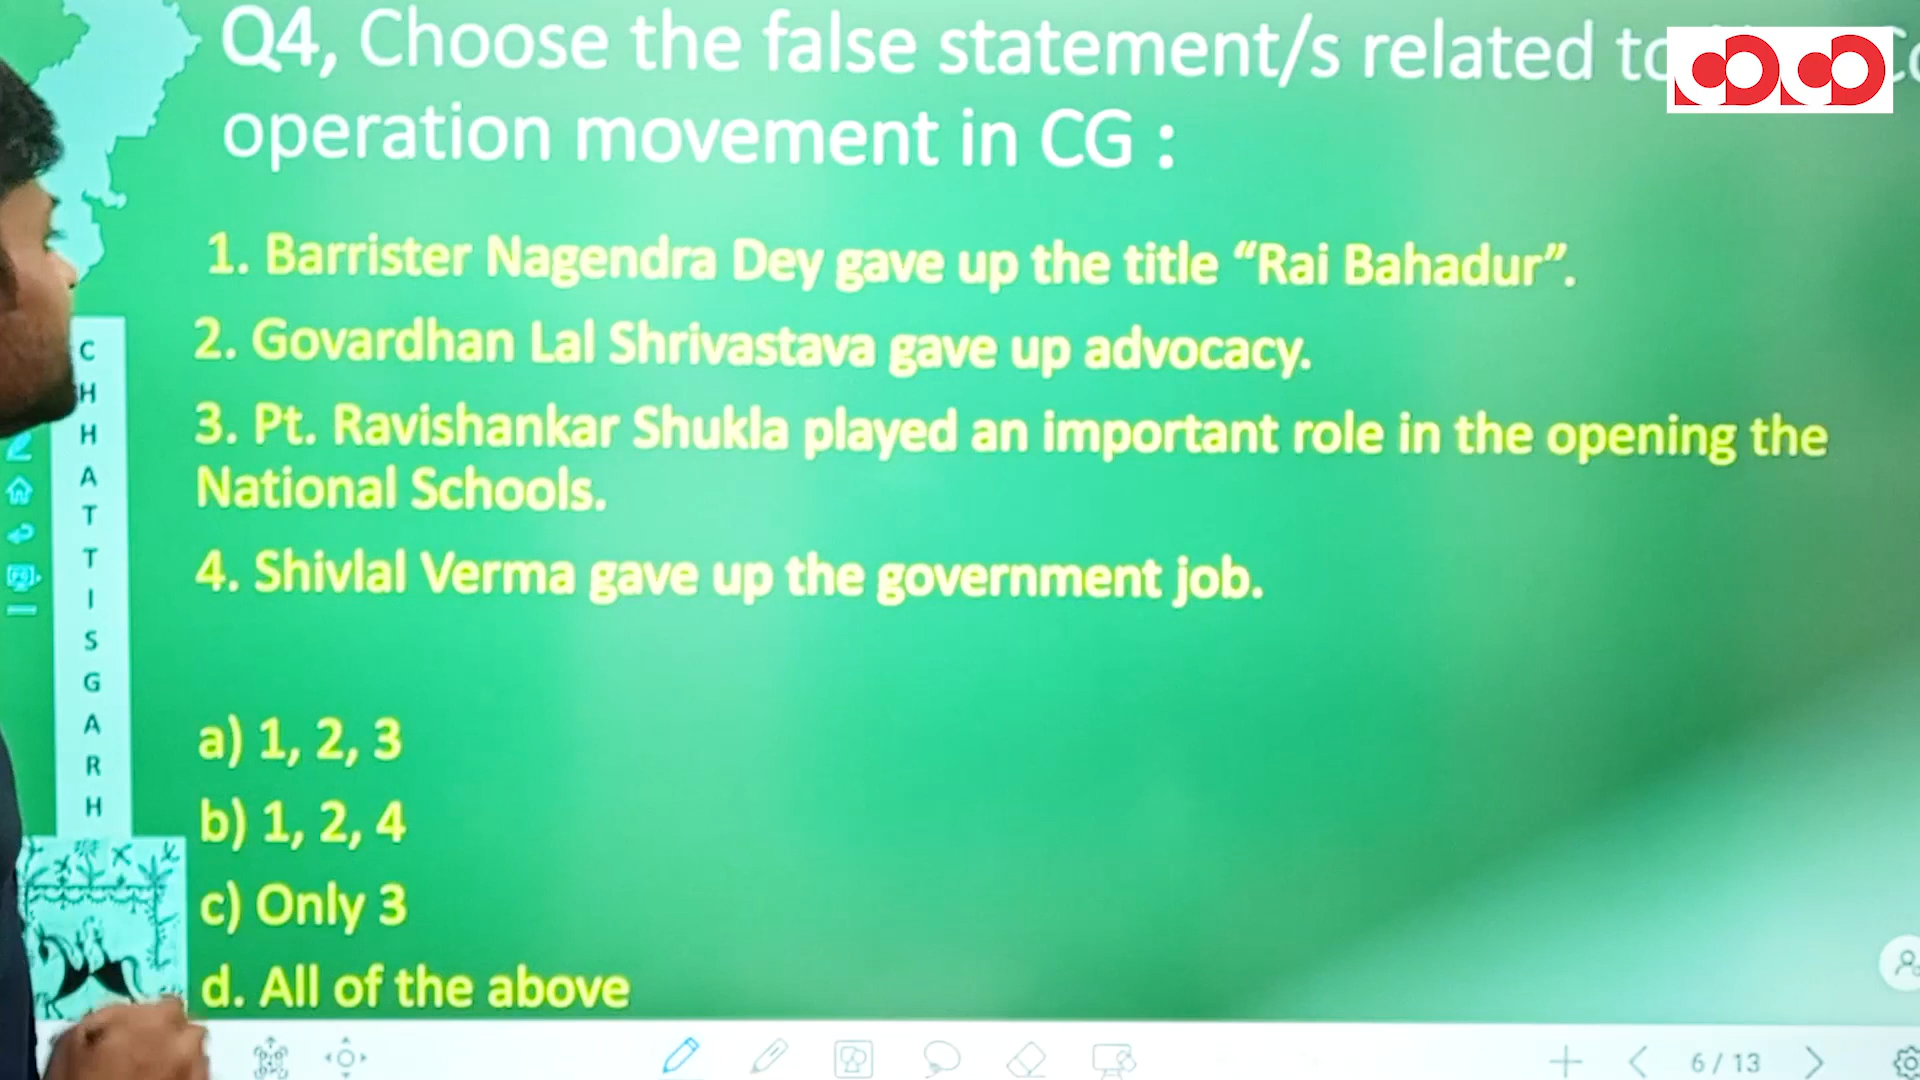 Q4, Choose the false statement/s related to
operation movement in CG :
1. Barrister Nagendra Dey gave up the title “Rai Bahadur”.
2. Govardhan Lal Shrivastava gave up advocacy.
3. Pt. Ravishankar Shukla played an important role in the opening the
National Schools.
4. Shivlal Verma gave up the government job.
a) 1, 2, 3
b) 1, 2, 4
c) Only 3
d. All of the above
CHHATTISGARH
6 / 13